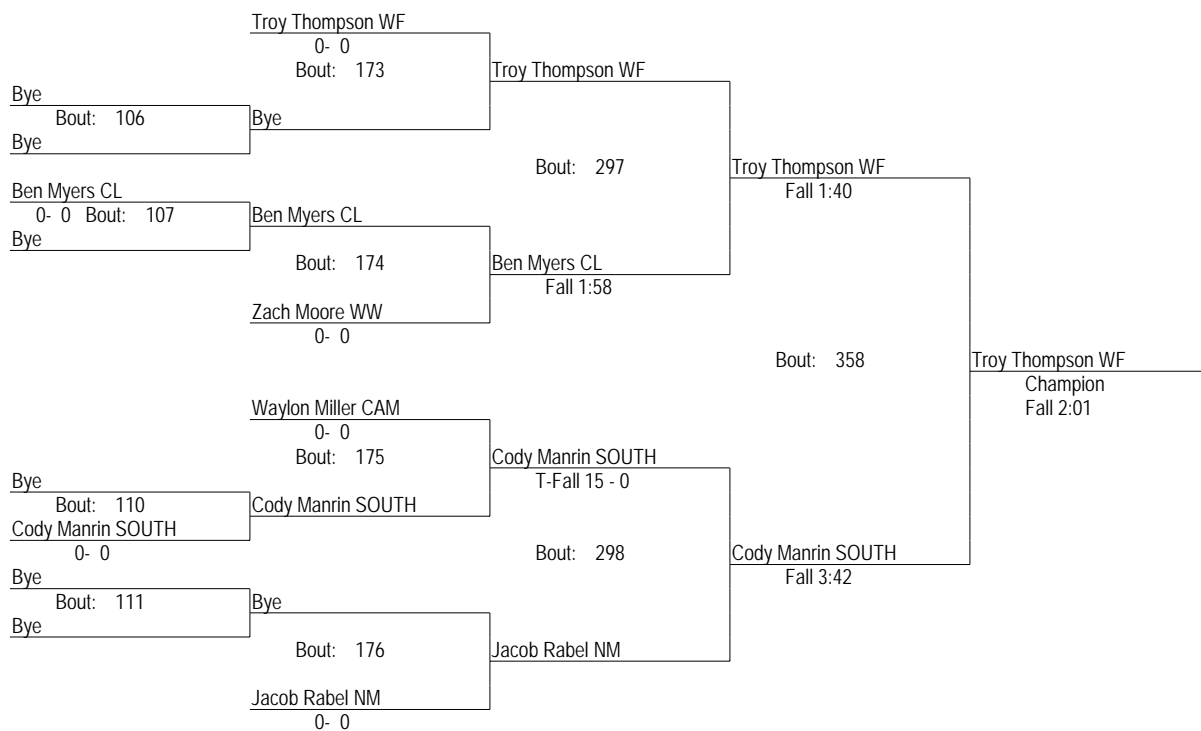 Troy Thompson WF
0- 0
Bout: 173
Troy Thompson WF
Bye
Bout: 106
Bye
Bye
Bout: 297
Troy Thompson WF
Fall 1:40
Ben Myers CL
0- 0 Bout: 107
Ben Myers CL
Bye
Bout: 174
Ben Myers CL
Fall 1:58
Zach Moore WW
0- 0
Bout: 358
Troy Thompson WF
Champion
Fall 2:01
Waylon Miller CAM
0- 0
Bout: 175
Cody Manrin SOUTH
T-Fall 15 - 0
Bye
Bout: 110
Cody Manrin SOUTH
Cody Manrin SOUTH
0- 0
Bout: 298
Cody Manrin SOUTH
Fall 3:42
Bye
Bout: 111
Bye
Bye
Bout: 176
Jacob Rabel NM
Jacob Rabel NM
0- 0